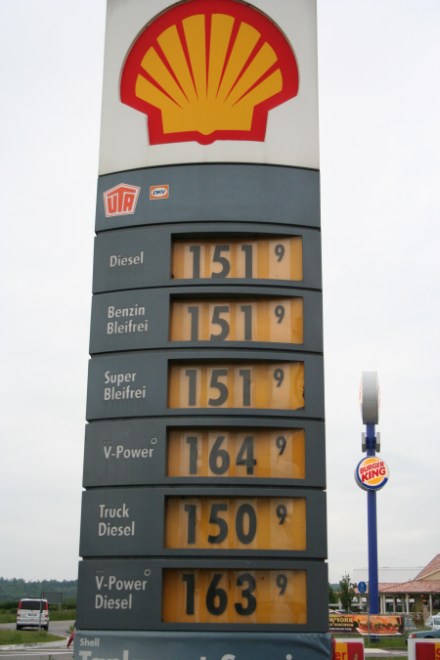 UTA DKV
Diesel 151 9
Benzin
Bleifrei 151 9
Super
Bleifrei 151 9
V-Power 164 9
Truck
Diesel 150 9
V-Power
Diesel 163 9
Shell
BURGER
KING